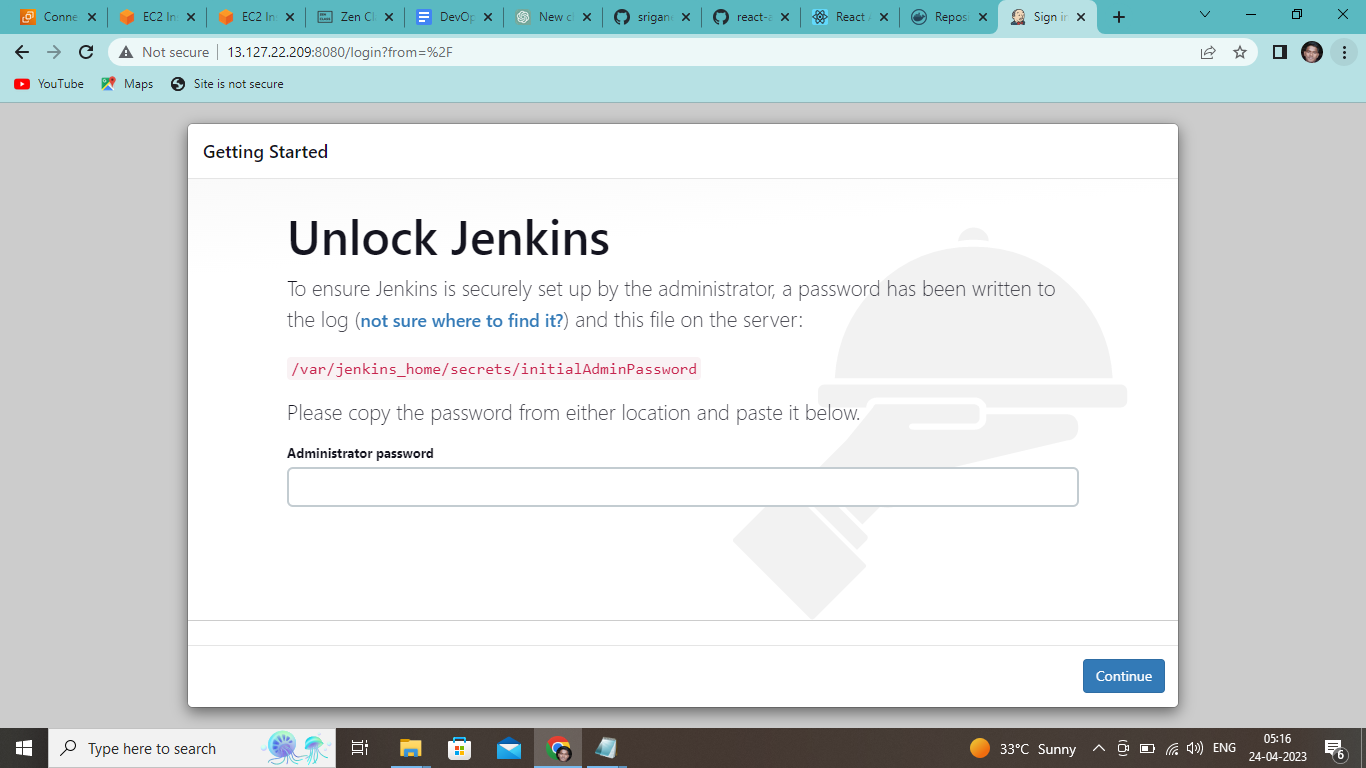 Conne
EC2 In
EC2 In
Zen Cl
DevOp
New c
srigane
react-a
React A
Reposi
Sign in
Not secure
13.127.22.209:8080/login?from=%2F
YouTube
Maps
Site is not secure
Getting Started
Unlock Jenkins
To ensure Jenkins is securely set up by the administrator, a password has been written to
the log (not sure where to find it?) and this file on the server:
/var/jenkins_home/secrets/initialAdminPassword
Please copy the password from either location and paste it below.
Administrator password
Continue
Type here to search
33°C Sunny
ENG
05:16
24-04-2023
6